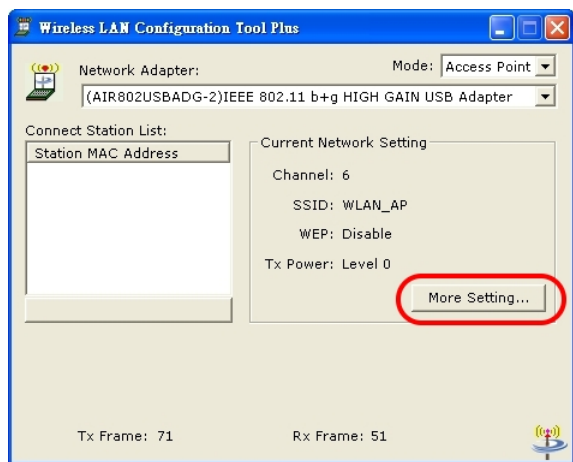 Wireless LAN Configuration Tool Plus
Network Adapter:
Mode: Access Point
(AIR802USBADG-2)IEEE 802.11 b+g HIGH GAIN USB Adapter
Connect Station List:
Station MAC Address
Current Network Setting
Channel: 6
SSID: WLAN_AP
WEP: Disable
Tx Power: Level 0
More Setting...
Tx Frame: 71
Rx Frame: 51